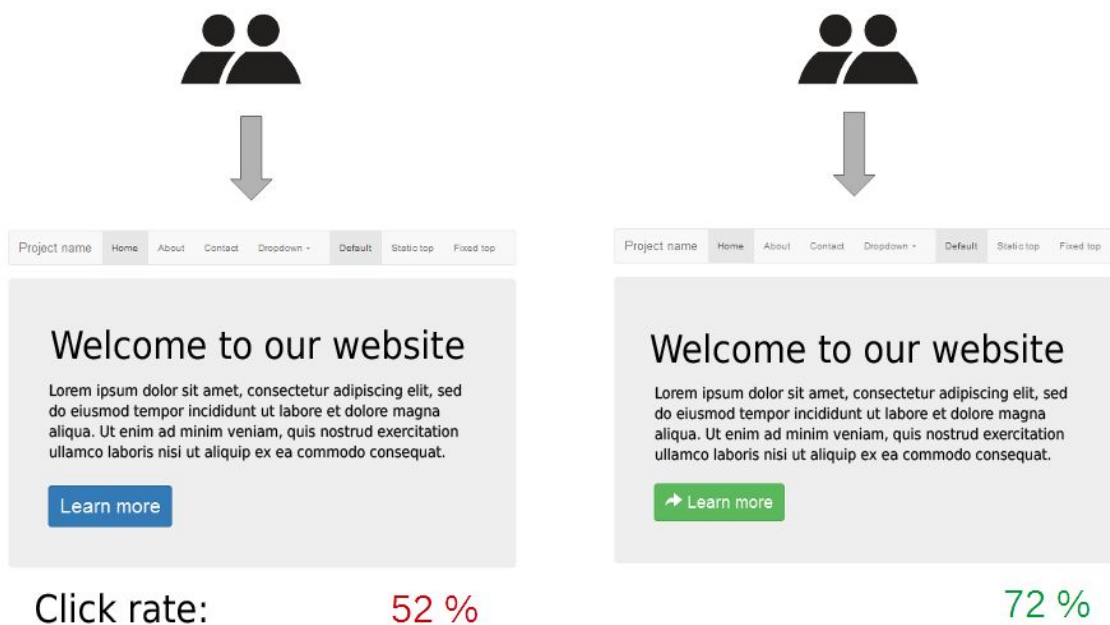 Project name Home About Contact Dropdown Default Static top Fixed top
Welcome to our website
Lorem ipsum dolor sit amet, consectetur adipiscing elit, sed
do eiusmod tempor incididunt ut labore et dolore magna
aliqua. Ut enim ad minim veniam, quis nostrud exercitation
ullamco laboris nisi ut aliquip ex ea commodo consequat.
Learn more
Project name Home About Contact Dropdown Default Static top Fixed top
Welcome to our website
Lorem ipsum dolor sit amet, consectetur adipiscing elit, sed
do eiusmod tempor incididunt ut labore et dolore magna
aliqua. Ut enim ad minim veniam, quis nostrud exercitation
ullamco laboris nisi ut aliquip ex ea commodo consequat.
Learn more
Click rate: 52 % 72 %